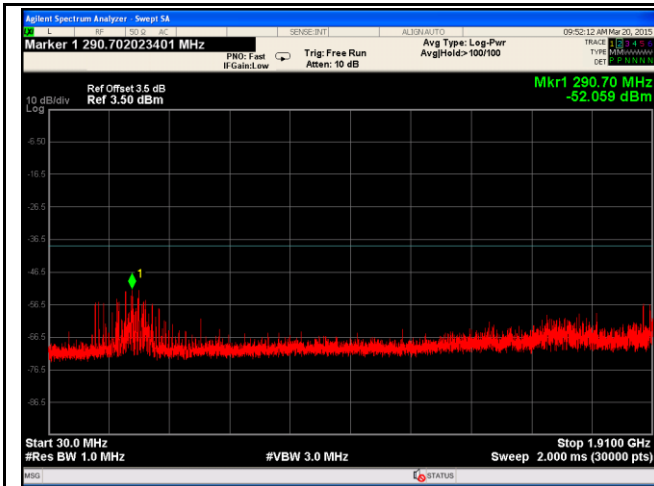 Agilent Spectrum Analyzer - Swept SA
L RF 50 Ω AC SENSE:INT ALIGNAUTO 09:52:12 AM Mar 20, 2015
Marker 1 290.702023401 MHz
PNO: Fast
IFGain:Low
Trig: Free Run
Atten: 10 dB
Avg Type: Log-Pwr
Avg|Hold>100/100
TRACE 1 2 3 4 5 6
TYPE MMWWWW
DET P P N N N N
Mkr1 290.70 MHz
-52.059 dBm
Ref Offset 3.5 dB
Ref 3.50 dBm
10 dB/div
Log
-6.50
-16.5
-26.5
-36.5
-46.5
-56.5
-66.5
-76.5
-86.5
1
Start 30.0 MHz
#Res BW 1.0 MHz
#VBW 3.0 MHz
Stop 1.9100 GHz
Sweep 2.000 ms (30000 pts)
MSG
STATUS